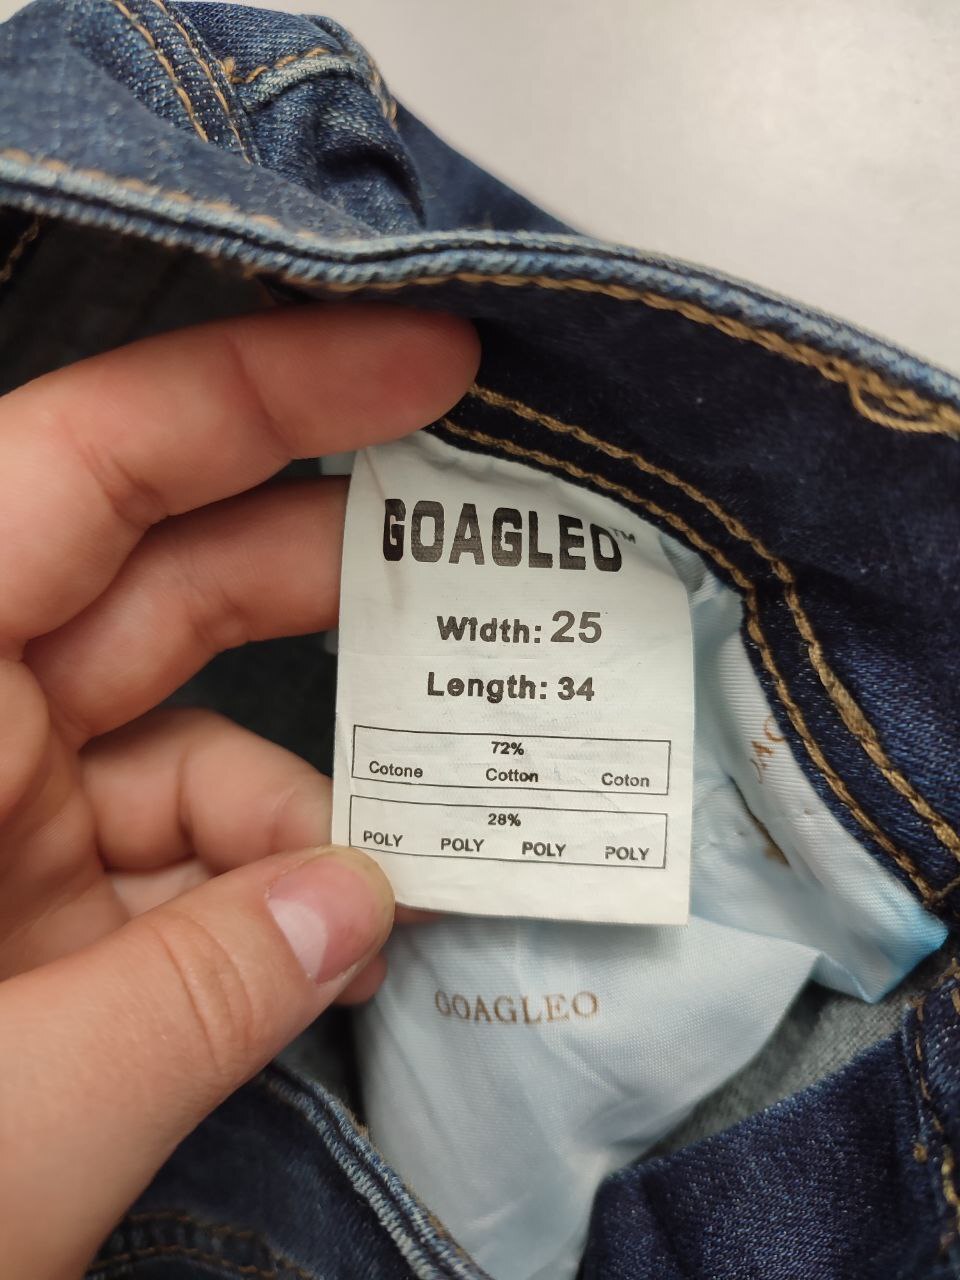 GOAGLEO™
Width: 25
Length: 34
72%
Cotone Cotton Coton
28%
POLY POLY POLY POLY
GOAGLEO